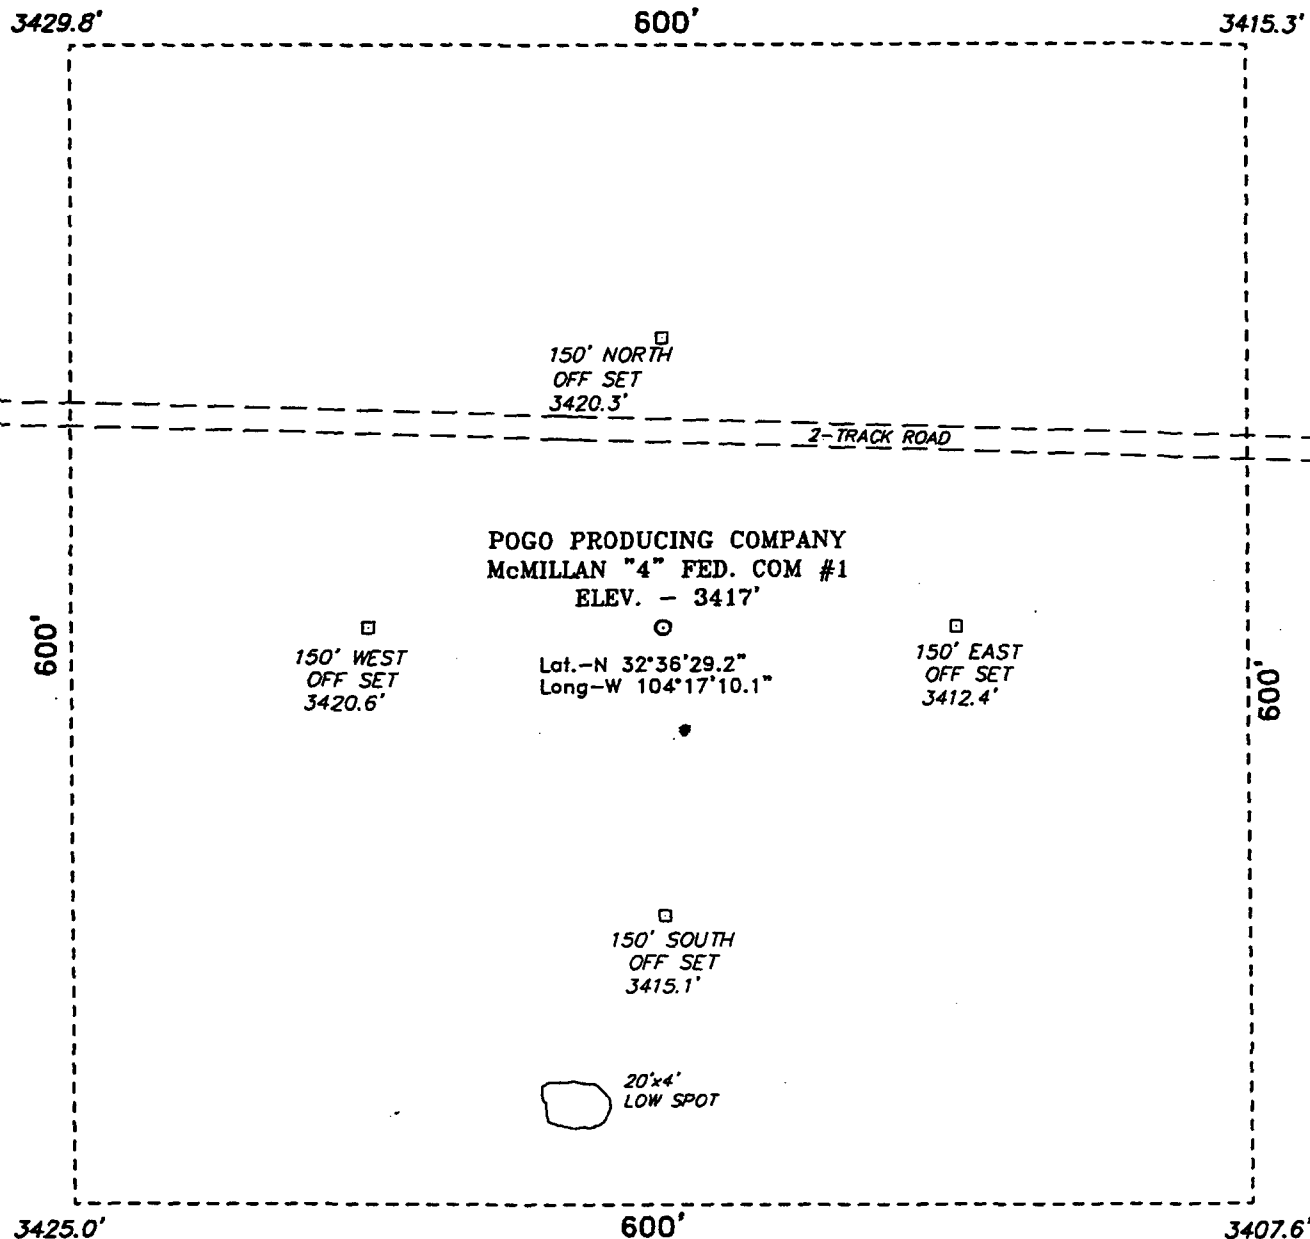 3429.8'
600'
3415.3'
150' NORTH
OFF SET
3420.3'
2-TRACK ROAD
POGO PRODUCING COMPANY
McMILLAN "4" FED. COM #1
ELEV. - 3417'
600'
150' WEST
OFF SET
3420.6'
Lat.-N 32°36'29.2"
Long-W 104°17'10.1"
150' EAST
OFF SET
3412.4'
600'
150' SOUTH
OFF SET
3415.1'
20'x4'
LOW SPOT
3425.0'
600'
3407.6'